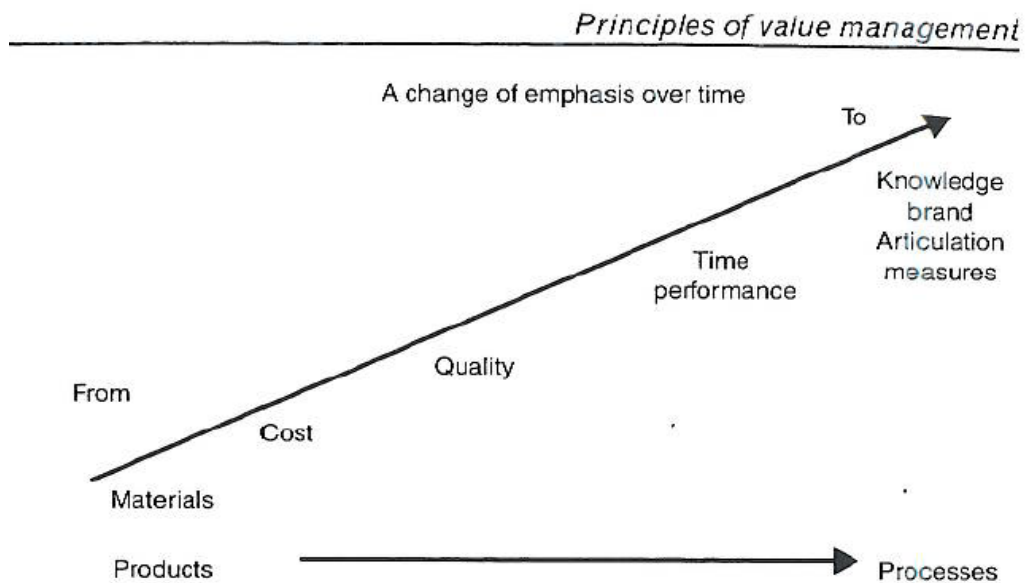 Principles of value management
A change of emphasis over time
To
Knowledge
brand
Articulation
measures
Time
performance
Quality
From
Cost
Materials
Products
Processes